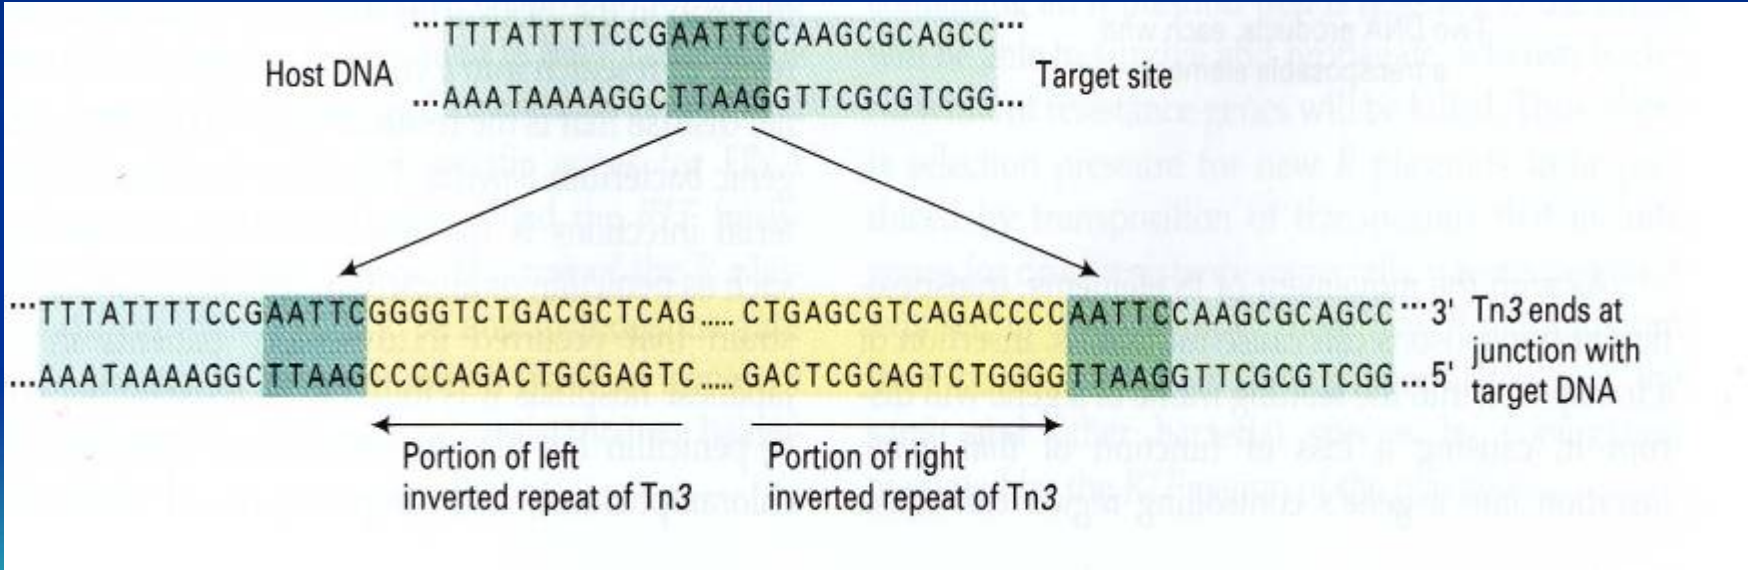 ...TTTATTTTCCGAATTCCAAGCGCAGCC...
Host DNA
Target site
...AAATAAAAGGCTTAAGGTTCGCGTCGG...
...TTTATTTTCCGAATTCGGGGTCTGACGCTCAG.....CTGAGCGTCAGACCCCAATTCCAAGCGCAGCC...3'
...AAATAAAAGGCTTAAGCCCCAGACTGCGAGTC.....GACTCGCAGTCTGGGGTTAAGGTTCGCGTCGG...5'
Tn3 ends at
junction with
target DNA
Portion of left
inverted repeat of Tn3
Portion of right
inverted repeat of Tn3